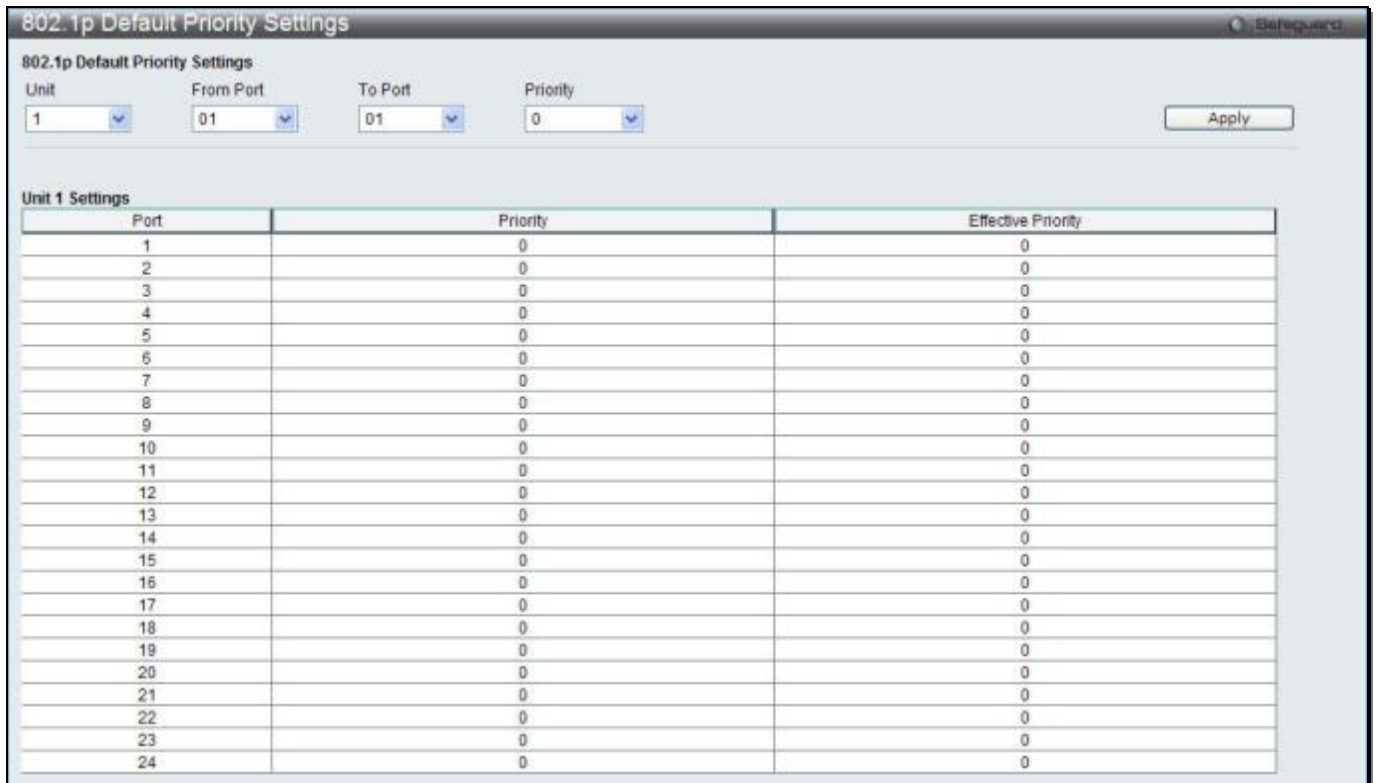 802.1p Default Priority Settings
Safeguard
802.1p Default Priority Settings
Unit From Port To Port Priority
1 01 01 0 Apply
Unit 1 Settings
Port Priority Effective Priority
1 0 0
2 0 0
3 0 0
4 0 0
5 0 0
6 0 0
7 0 0
8 0 0
9 0 0
10 0 0
11 0 0
12 0 0
13 0 0
14 0 0
15 0 0
16 0 0
17 0 0
18 0 0
19 0 0
20 0 0
21 0 0
22 0 0
23 0 0
24 0 0